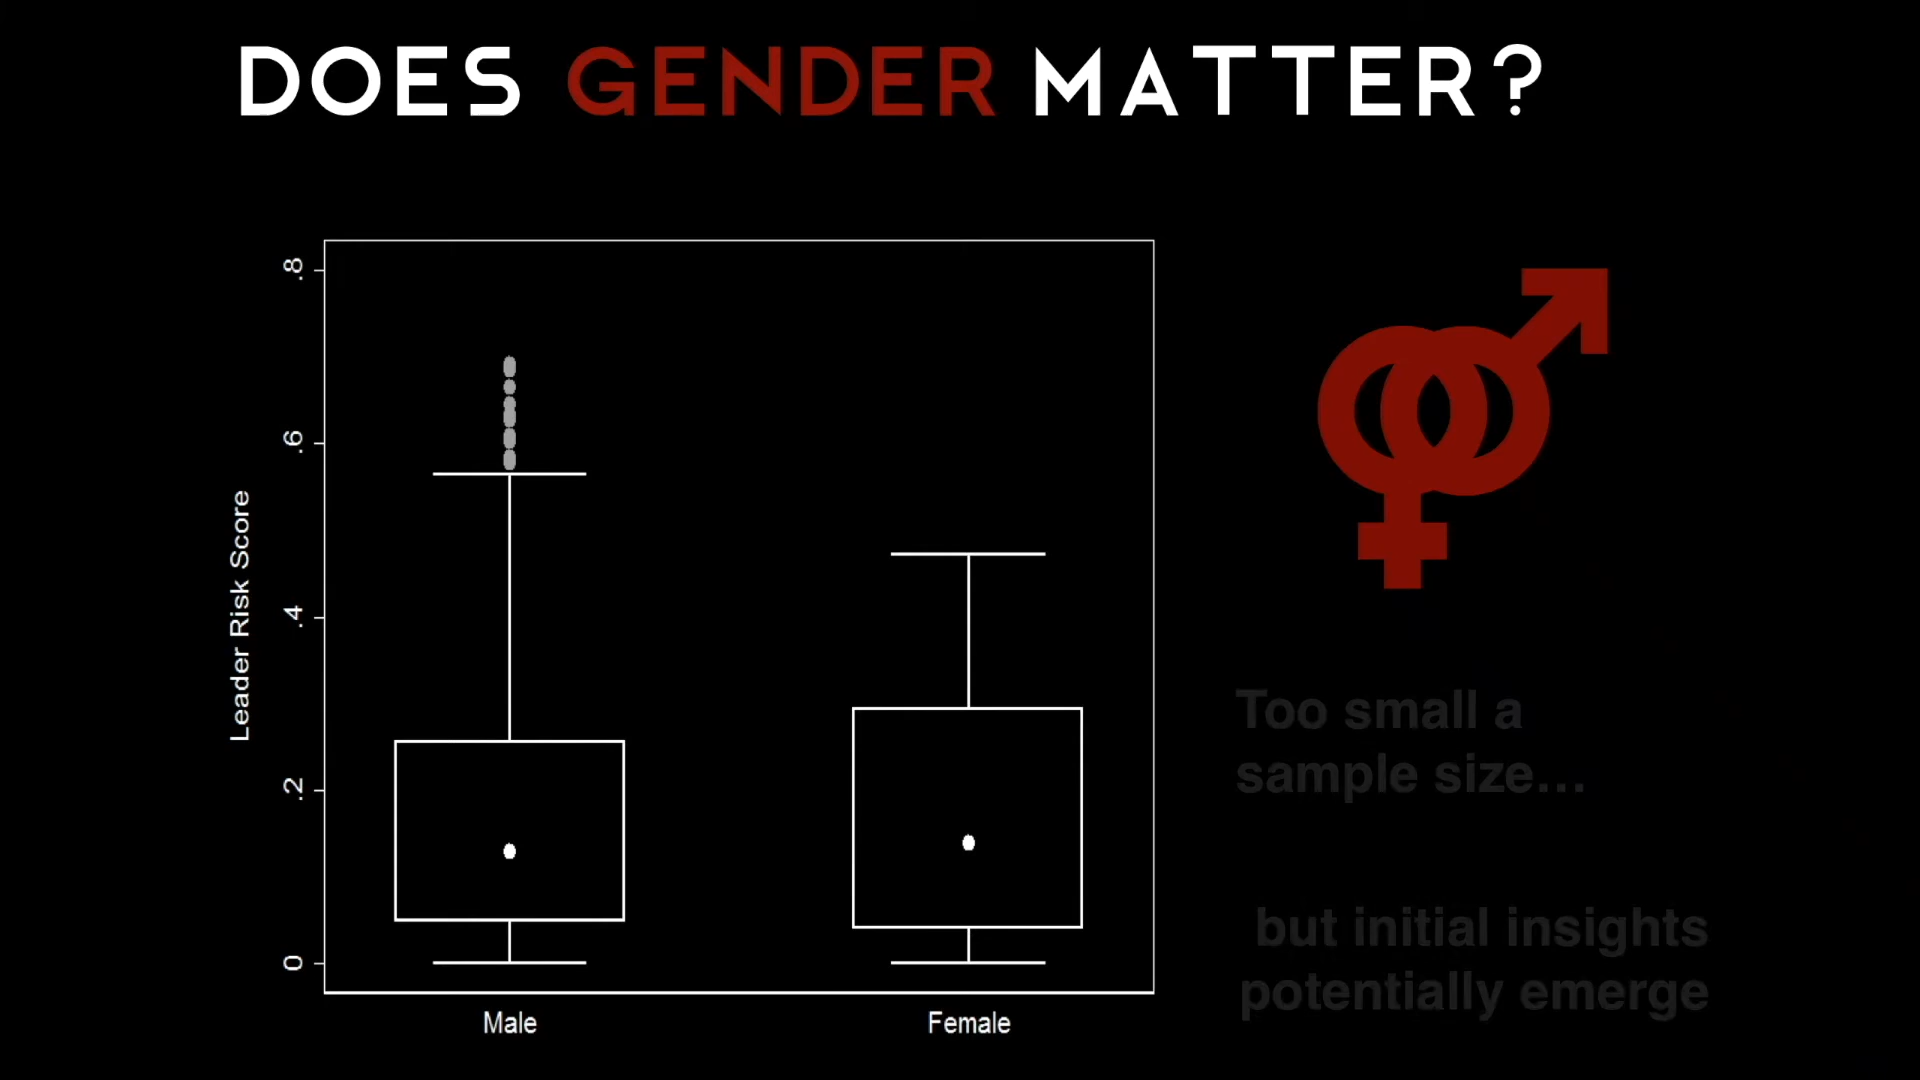 DOES GENDER MATTER?
.8
.6
.4
.2
0
Leader Risk Score
Male
Female
Too small a
sample size…
but initial insights
potentially emerge